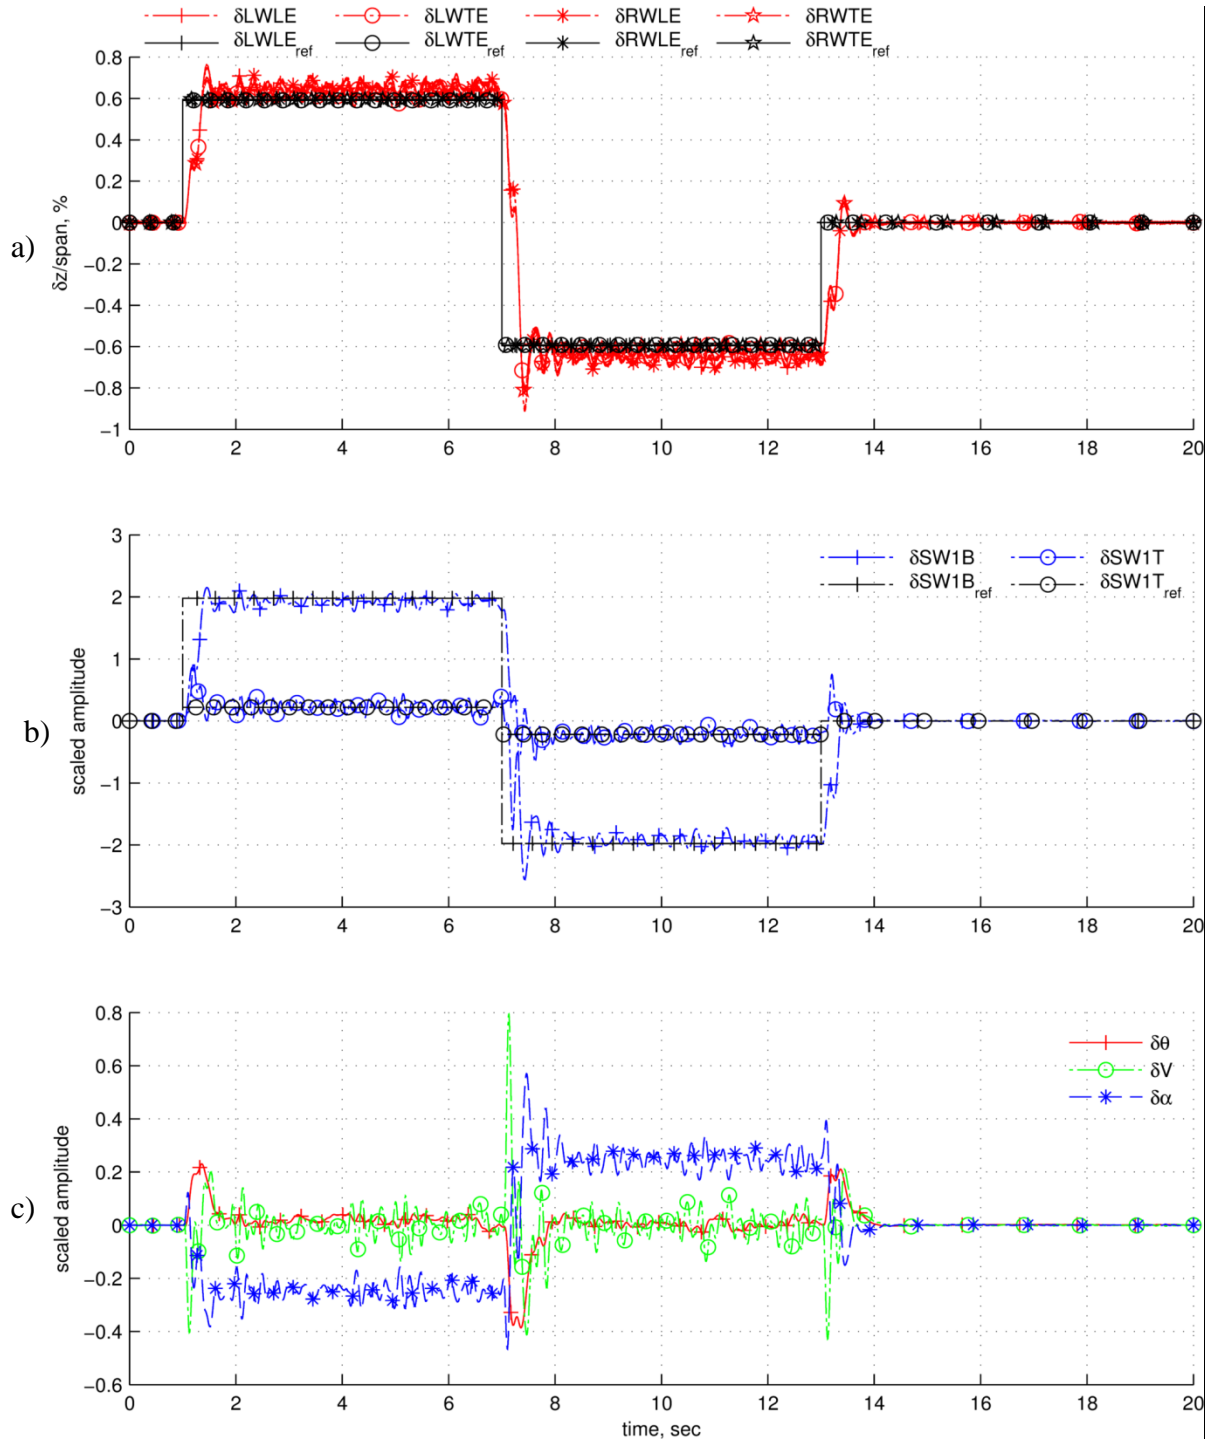 δLWLE δLWTE δRWLE δRWTE
δLWLEref δLWTEref δRWLEref δRWTEref
0.8
0.6
0.4
0.2
0
−0.2
−0.4
−0.6
−0.8
−1
δz/span, %
a)
0 2 4 6 8 10 12 14 16 18 20
3
2
1
0
−1
−2
−3
scaled amplitude
b)
δSW1B δSW1T
δSW1Bref δSW1Tref
0 2 4 6 8 10 12 14 16 18 20
0.8
0.6
0.4
0.2
0
−0.2
−0.4
−0.6
scaled amplitude
c)
δθ
δV
δα
0 2 4 6 8 10 12 14 16 18 20
time, sec